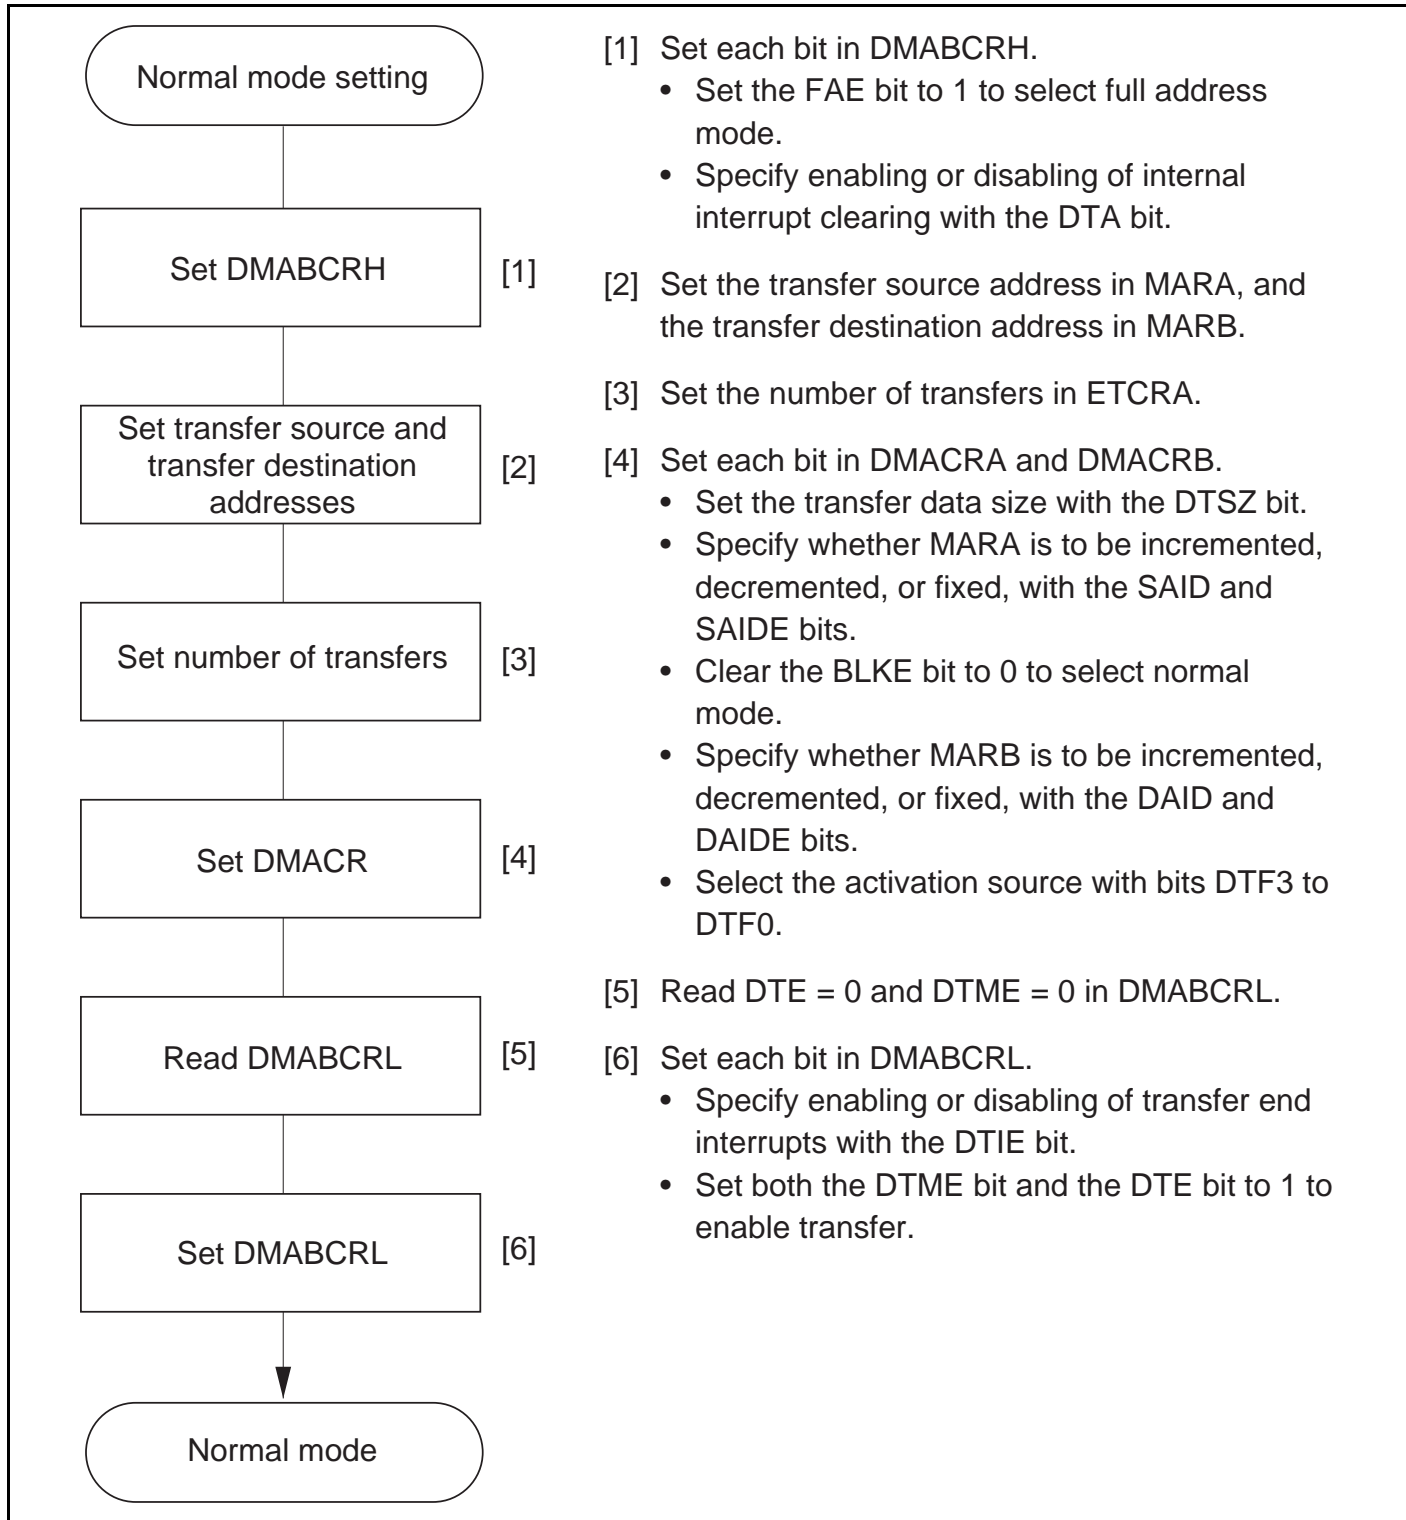 Normal mode setting
Set DMABCRH
[1]
Set transfer source and
transfer destination
addresses
[2]
Set number of transfers
[3]
Set DMACR
[4]
Read DMABCRL
[5]
Set DMABCRL
[6]
Normal mode
[1] Set each bit in DMABCRH.
• Set the FAE bit to 1 to select full address
mode.
• Specify enabling or disabling of internal
interrupt clearing with the DTA bit.
[2] Set the transfer source address in MARA, and
the transfer destination address in MARB.
[3] Set the number of transfers in ETCRA.
[4] Set each bit in DMACRA and DMACRB.
• Set the transfer data size with the DTSZ bit.
• Specify whether MARA is to be incremented,
decremented, or fixed, with the SAID and
SAIDE bits.
• Clear the BLKE bit to 0 to select normal
mode.
• Specify whether MARB is to be incremented,
decremented, or fixed, with the DAID and
DAIDE bits.
• Select the activation source with bits DTF3 to
DTF0.
[5] Read DTE = 0 and DTME = 0 in DMABCRL.
[6] Set each bit in DMABCRL.
• Specify enabling or disabling of transfer end
interrupts with the DTIE bit.
• Set both the DTME bit and the DTE bit to 1 to
enable transfer.